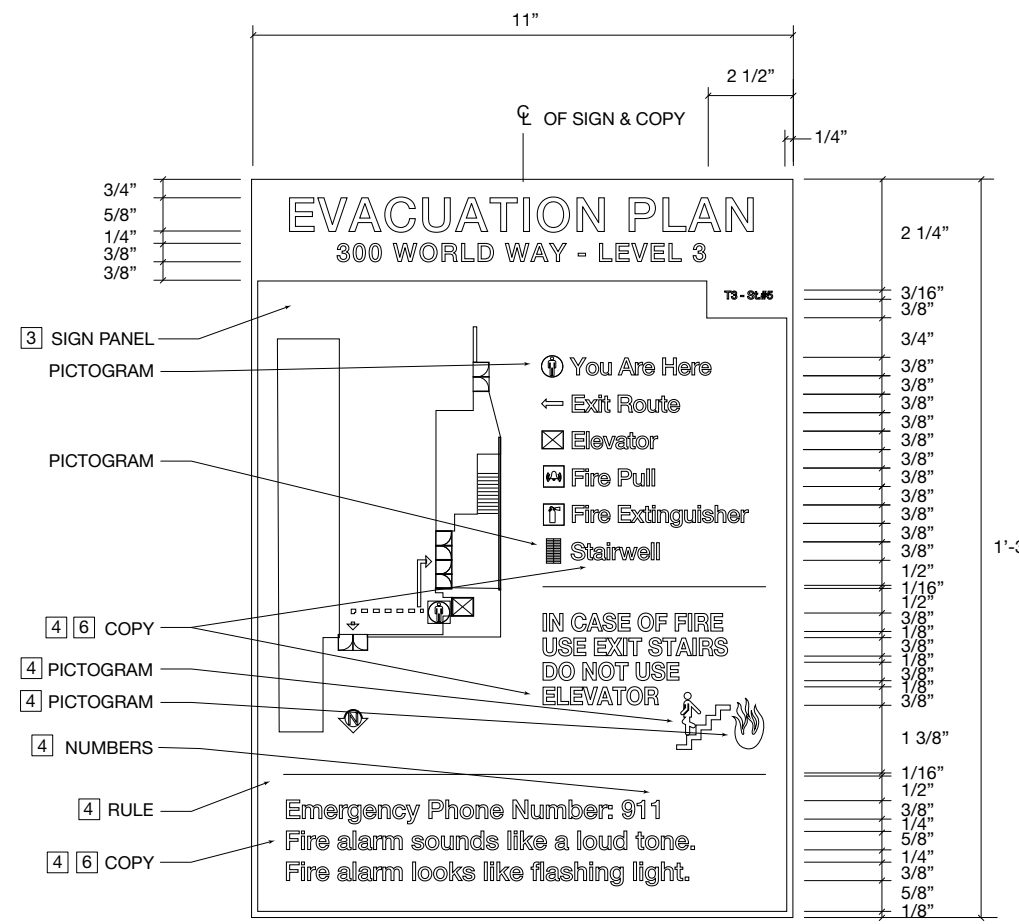 11”
2 1/2”
℄ OF SIGN & COPY
1/4”
3/4”
5/8”
1/4”
3/8”
3/8”
EVACUATION PLAN
300 WORLD WAY - LEVEL 3
T3 - St.#5
2 1/4”
3/16”
3/8”
3/4”
3/8”
3/8”
3/8”
3/8”
3/8”
3/8”
3/8”
3/8”
3/8”
3/8”
3/8”
1/2”
1/16”
1/2”
3/8”
1/8”
3/8”
1/8”
3/8”
1/8”
3/8”
1 3/8”
1/16”
1/2”
3/8”
1/4”
5/8”
1/4”
3/8”
5/8”
1/8”
1’-3
3 SIGN PANEL
PICTOGRAM
PICTOGRAM
4 6 COPY
4 PICTOGRAM
4 PICTOGRAM
4 NUMBERS
4 RULE
4 6 COPY
You Are Here
Exit Route
Elevator
Fire Pull
Fire Extinguisher
Stairwell
IN CASE OF FIRE
USE EXIT STAIRS
DO NOT USE
ELEVATOR
N
Emergency Phone Number: 911
Fire alarm sounds like a loud tone.
Fire alarm looks like flashing light.